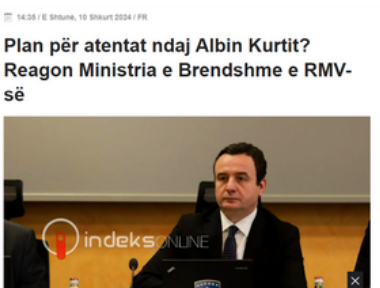 14:35 / E Shtunë, 10 Shkurt 2024 / FR
Plan për atentat ndaj Albin Kurtit?
Reagon Ministria e Brendshme e RMV-
së
indeksONLINE